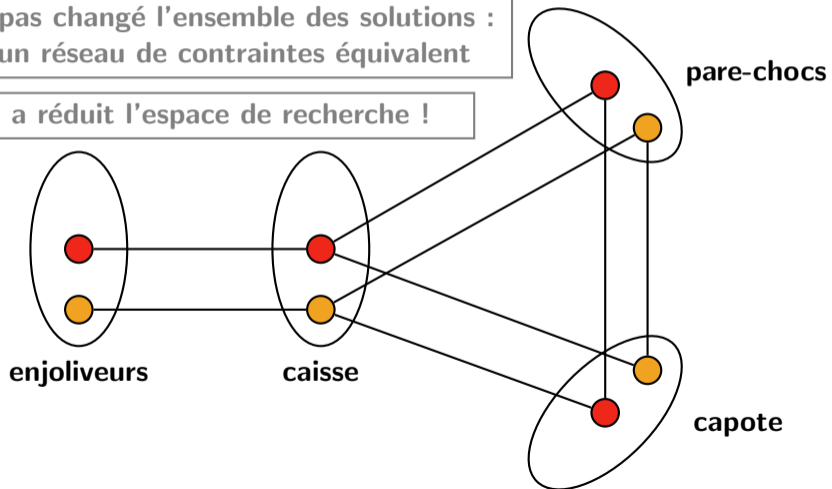 pas changé l'ensemble des solutions :
un réseau de contraintes équivalent
a réduit l'espace de recherche !
pare-chocs
enjoliveurs
caisse
capote